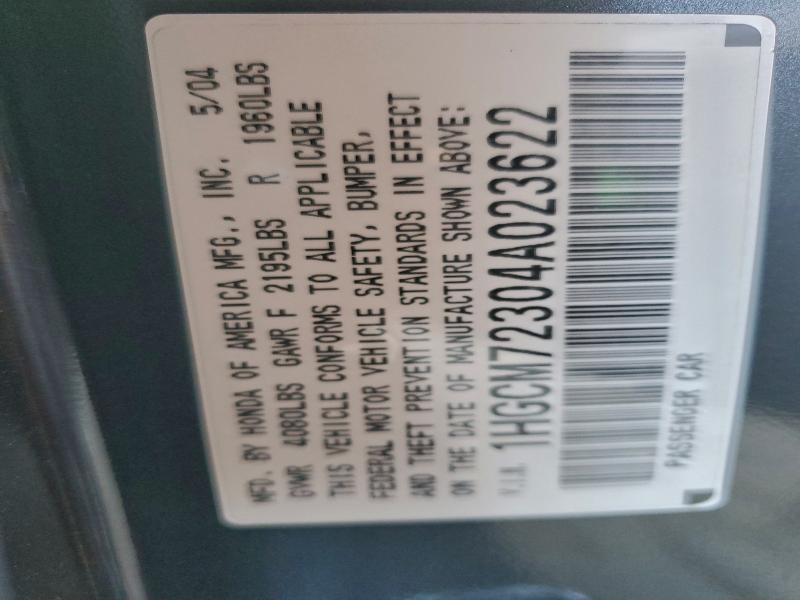 MFD. BY HONDA OF AMERICA MFG., INC. 5/04
GVWR 4080LBS GAWR F 2195LBS R 1960LBS
THIS VEHICLE CONFORMS TO ALL APPLICABLE
FEDERAL MOTOR VEHICLE SAFETY, BUMPER,
AND THEFT PREVENTION STANDARDS IN EFFECT
ON THE DATE OF MANUFACTURE SHOWN ABOVE:
V.I.N. 1HGCM72304A023622
PASSENGER CAR